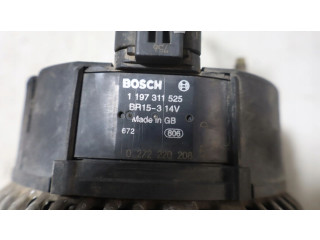 BOSCH
1 197 311 525
BR15-3 14V
Made in GB
672 806